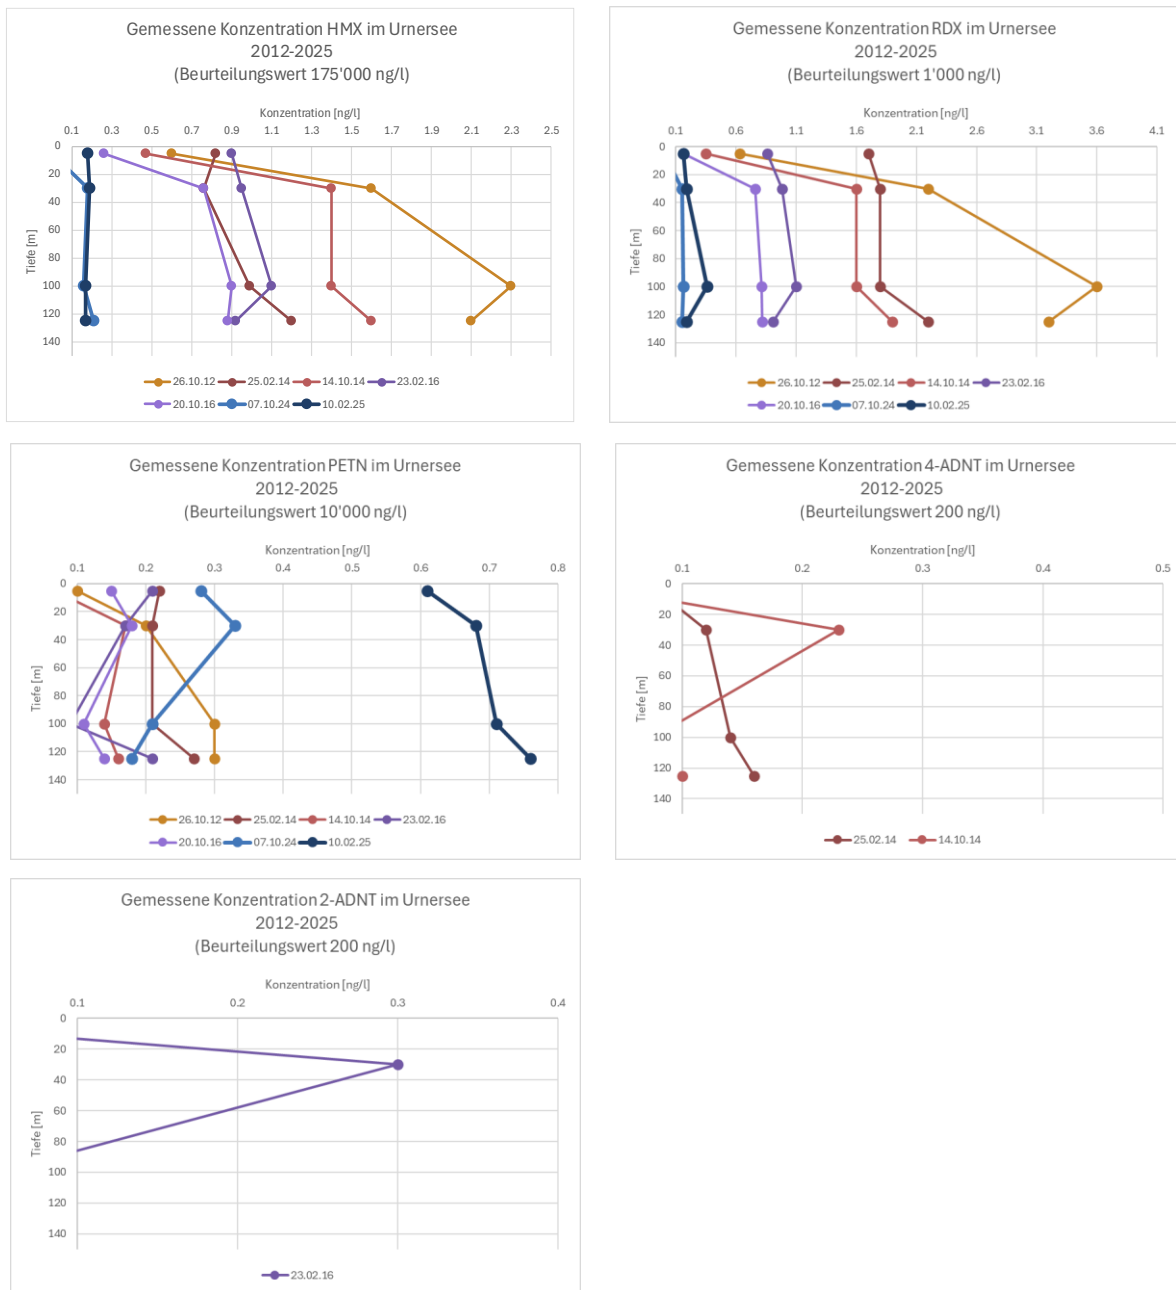 Gemessene Konzentration HMX im Urnersee
2012-2025
(Beurteilungswert 175'000 ng/l)
Konzentration [ng/l]
0.1 0.3 0.5 0.7 0.9 1.1 1.3 1.5 1.7 1.9 2.1 2.3 2.5
0
20
40
60
80
100
120
140
Tiefe [m]
26.10.12 25.02.14 14.10.14 23.02.16
20.10.16 07.10.24 10.02.25
Gemessene Konzentration RDX im Urnersee
2012-2025
(Beurteilungswert 1'000 ng/l)
Konzentration [ng/l]
0.1 0.6 1.1 1.6 2.1 2.6 3.1 3.6 4.1
0
20
40
60
80
100
120
140
Tiefe [m]
26.10.12 25.02.14 14.10.14 23.02.16
20.10.16 07.10.24 10.02.25
Gemessene Konzentration PETN im Urnersee
2012-2025
(Beurteilungswert 10'000 ng/l)
Konzentration [ng/l]
0.1 0.2 0.3 0.4 0.5 0.6 0.7 0.8
0
20
40
60
80
100
120
140
Tiefe [m]
26.10.12 25.02.14 14.10.14 23.02.16
20.10.16 07.10.24 10.02.25
Gemessene Konzentration 4-ADNT im Urnersee
2012-2025
(Beurteilungswert 200 ng/l)
Konzentration [ng/l]
0.1 0.2 0.3 0.4 0.5
0
20
40
60
80
100
120
140
Tiefe [m]
25.02.14 14.10.14
Gemessene Konzentration 2-ADNT im Urnersee
2012-2025
(Beurteilungswert 200 ng/l)
Konzentration [ng/l]
0.1 0.2 0.3 0.4
0
20
40
60
80
100
120
140
Tiefe [m]
23.02.16